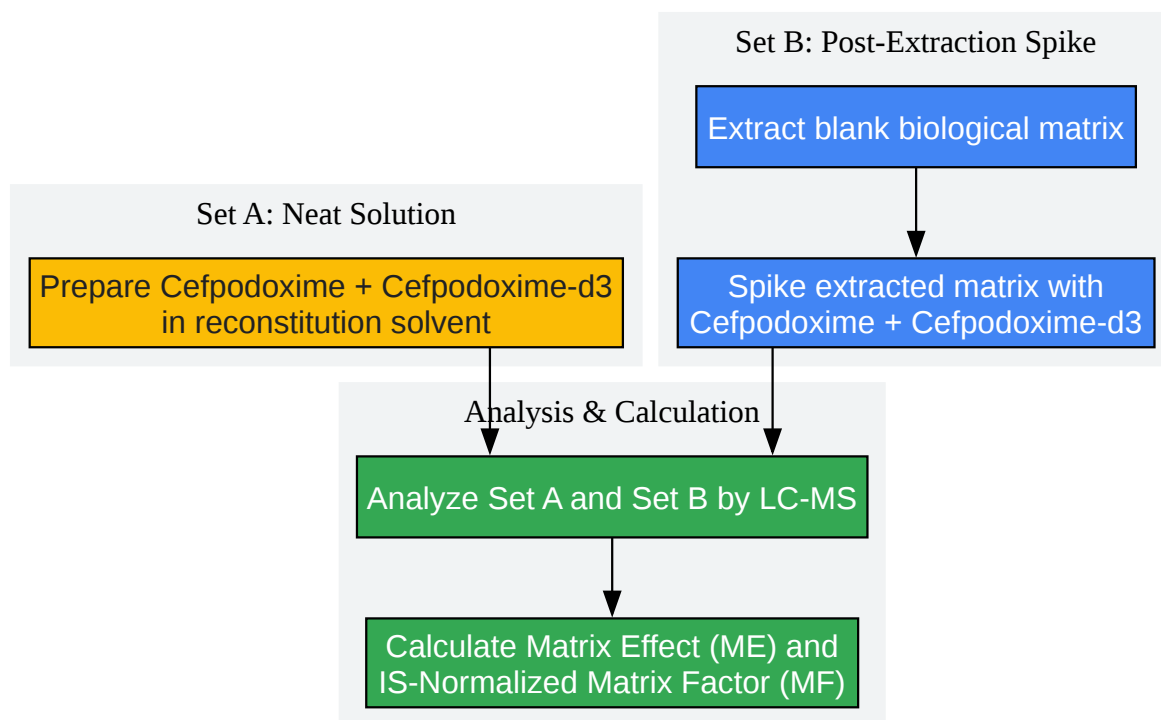 Set B: Post-Extraction Spike
Extract blank biological matrix
Set A: Neat Solution
Prepare Cefpodoxime + Cefpodoxime-d3
in reconstitution solvent
Spike extracted matrix with
Cefpodoxime + Cefpodoxime-d3
Analysis & Calculation
Analyze Set A and Set B by LC-MS
Calculate Matrix Effect (ME) and
IS-Normalized Matrix Factor (MF)